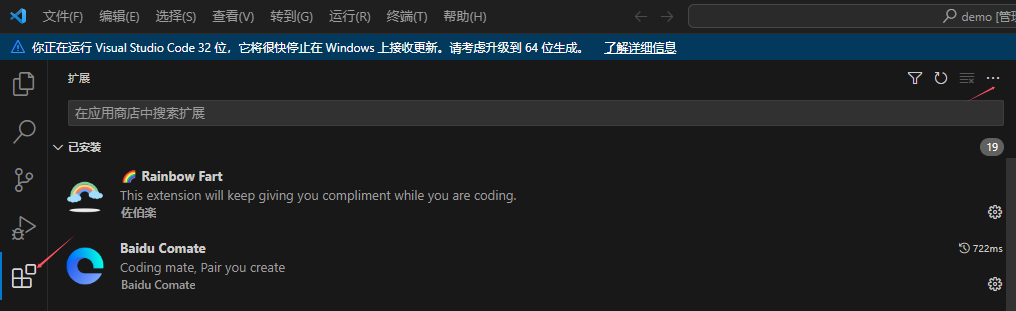 文件(F) 编辑(E) 选择(S) 查看(V) 转到(G) 运行(R) 终端(T) 帮助(H) demo [管理
你正在运行 Visual Studio Code 32 位，它将很快停止在 Windows 上接收更新。请考虑升级到 64 位生成。 了解详细信息
扩展
在应用商店中搜索扩展
已安装 19
Rainbow Fart
This extension will keep giving you compliment while you are coding.
佐伯楽
Baidu Comate 722ms
Coding mate, Pair you create
Baidu Comate